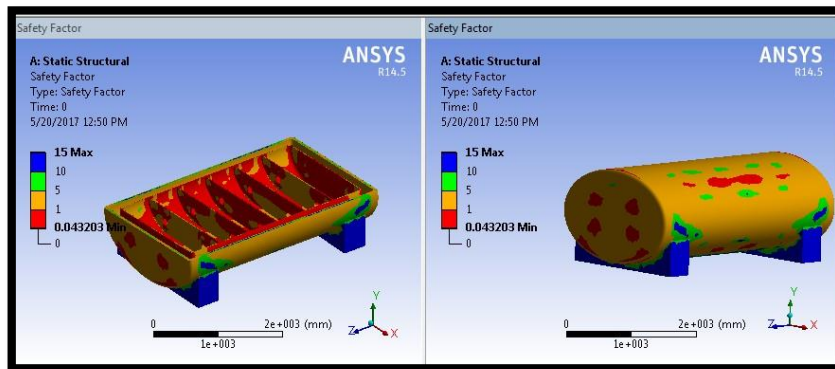 Safety Factor
ANSYS
R14.5
A: Static Structural
Safety Factor
Type: Safety Factor
Time: 0
5/20/2017 12:50 PM
15 Max
10
5
1
0.043203 Min
0
0
2e+003 (mm)
1e+003
Y
Z
X
Safety Factor
ANSYS
R14.5
A: Static Structural
Safety Factor
Type: Safety Factor
Time: 0
5/20/2017 12:50 PM
15 Max
10
5
1
0.043203 Min
0
0
2e+003 (mm)
1e+003
Y
Z
X